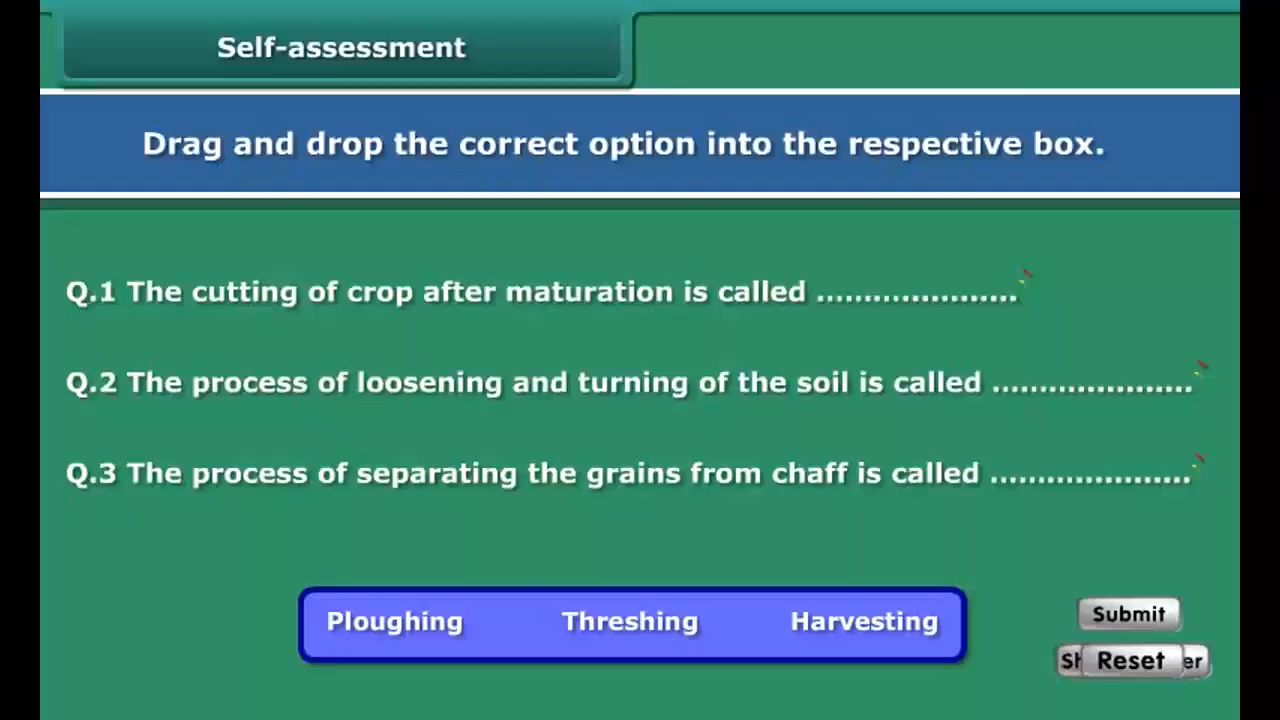 Self-assessment
Drag and drop the correct option into the respective box.
Q.1 The cutting of crop after maturation is called .....................
Q.2 The process of loosening and turning of the soil is called .....................
Q.3 The process of separating the grains from chaff is called .....................
Ploughing Threshing Harvesting
Submit
Reset